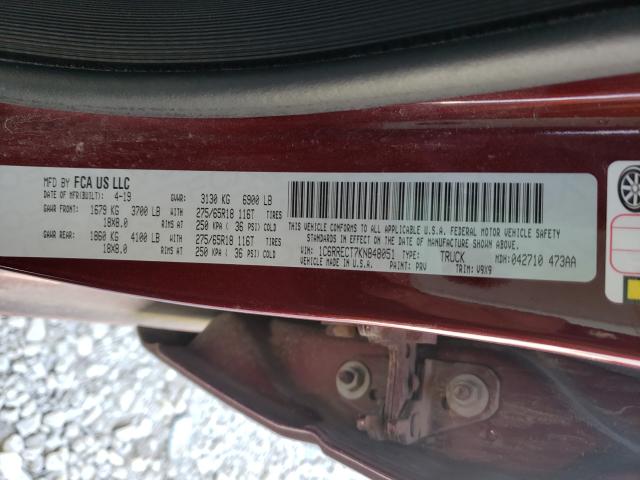 MFD BY FCA US LLC
DATE OF MFR(BUILT): 4-19 GVWR: 3130 KG 6900 LB
GAWR FRONT: 1679 KG 3700 LB WITH 275/65R18 116T TIRES
18X8.0 RIMS AT 250 KPA ( 36 PSI) COLD
GAWR REAR: 1860 KG 4100 LB WITH 275/65R18 116T TIRES
18X8.0 RIMS AT 250 KPA ( 36 PSI) COLD
THIS VEHICLE CONFORMS TO ALL APPLICABLE U.S.A. FEDERAL MOTOR VEHICLE SAFETY
STANDARDS IN EFFECT ON THE DATE OF MANUFACTURE SHOWN ABOVE.
VIN: 1C6RRECT7KN848051 TYPE: TRUCK MDH: 042710 473AA
VEHICLE MADE IN U.S.A. PAINT: PRV TRIM: V9X9